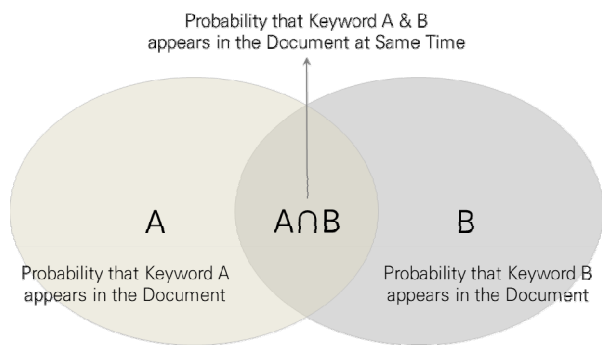 Probability that Keyword A & B
appears in the Document at Same Time
A
A∩B
B
Probability that Keyword A
appears in the Document
Probability that Keyword B
appears in the Document